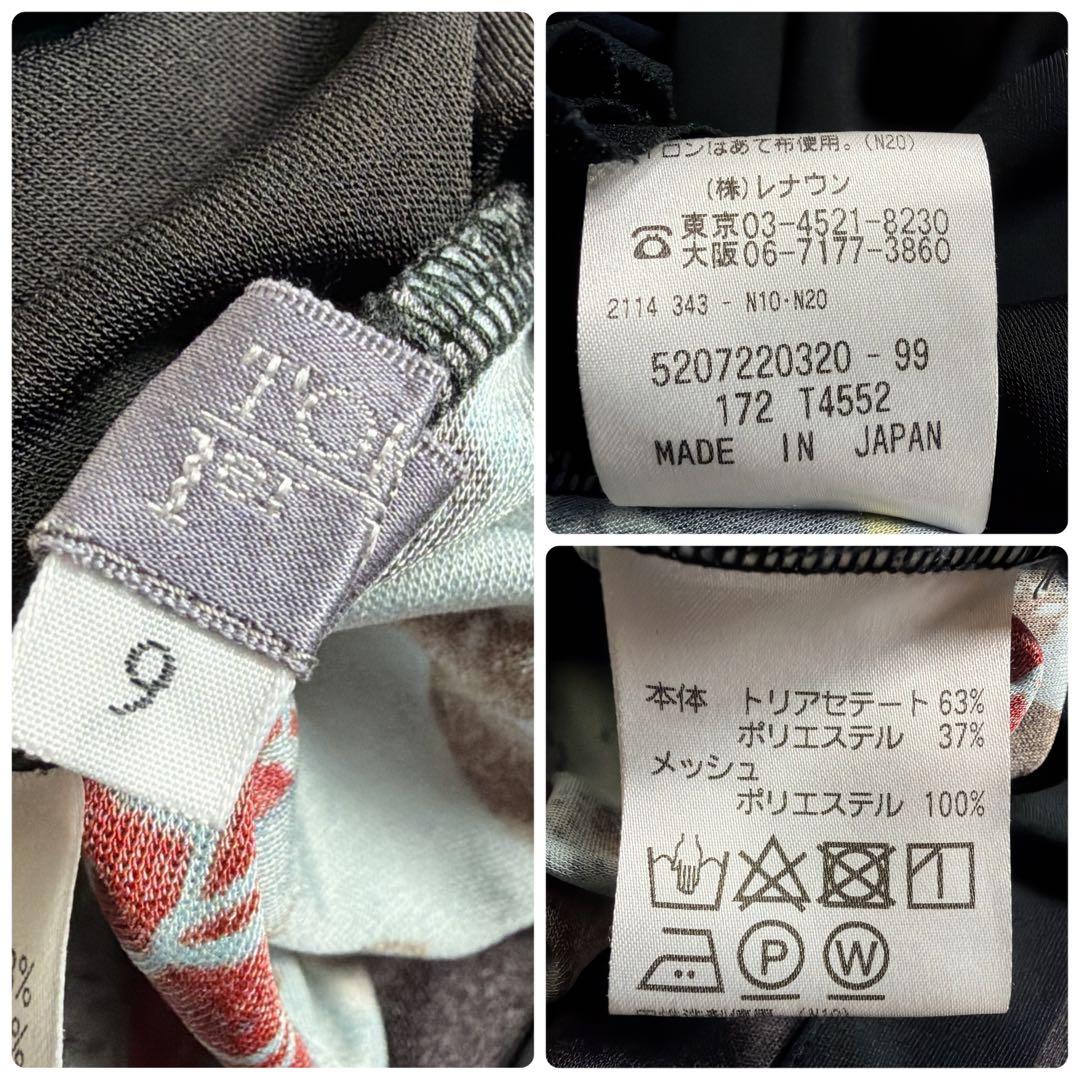 9
イロンはあて布使用。(N20)
(株)レナウン
東京03-4521-8230
大阪06-7177-3860
2114 343 - N10·N20
5207220320 - 99
172 T4552
MADE IN JAPAN
本体 トリアセテート 63%
ポリエステル 37%
メッシュ
ポリエステル 100%
P W
%
%